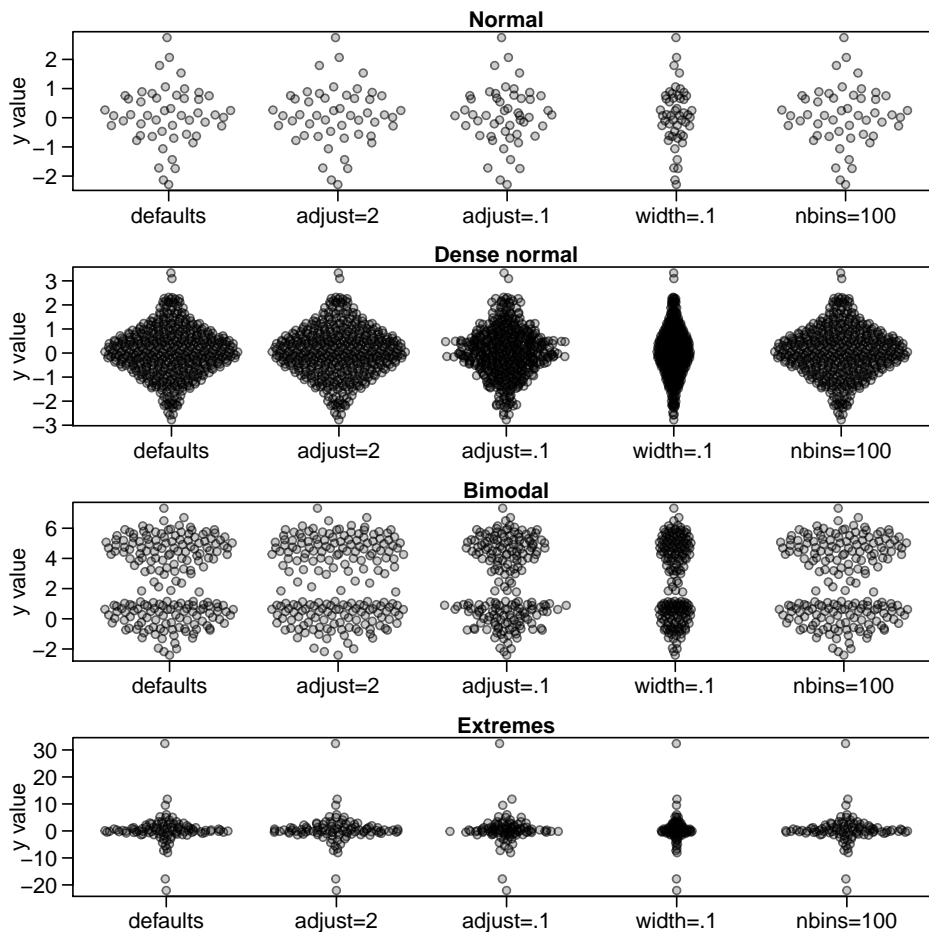 Normal
y value
2
1
0
−1
−2
defaults adjust=2 adjust=.1 width=.1 nbins=100
Dense normal
y value
3
2
1
0
−1
−2
−3
defaults adjust=2 adjust=.1 width=.1 nbins=100
Bimodal
y value
6
4
2
0
−2
defaults adjust=2 adjust=.1 width=.1 nbins=100
Extremes
y value
30
20
10
0
−10
−20
defaults adjust=2 adjust=.1 width=.1 nbins=100